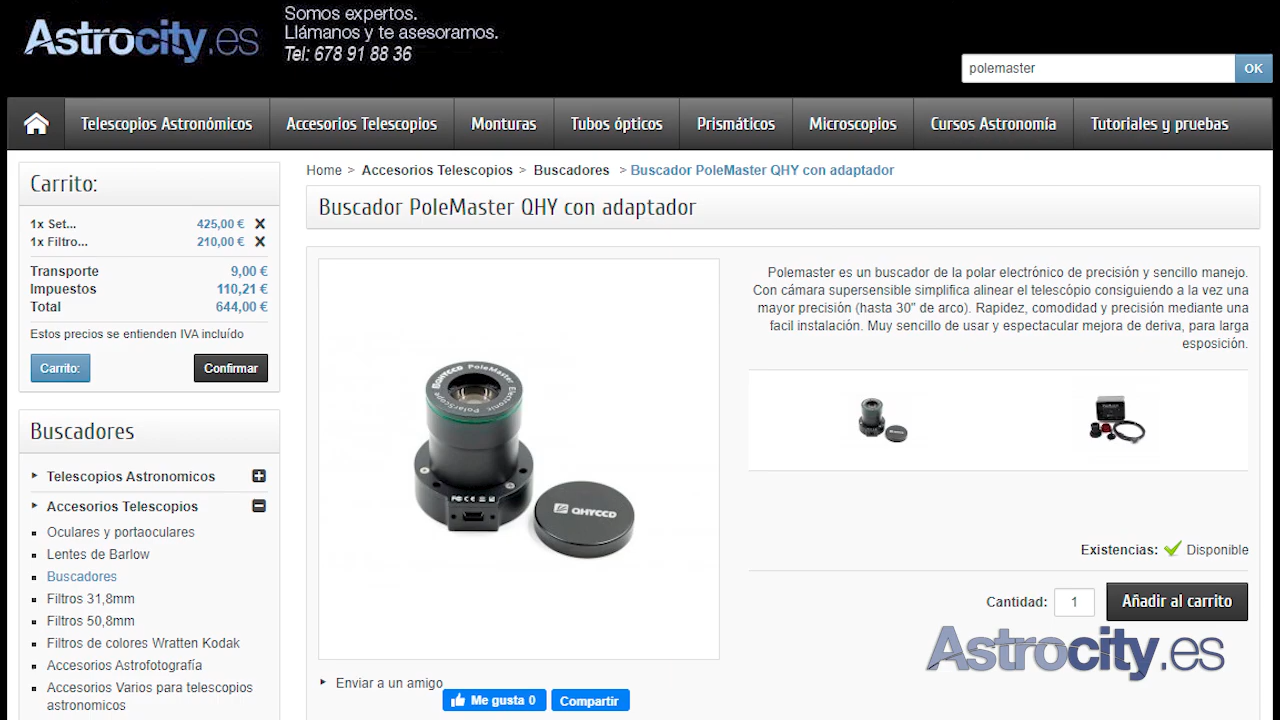 Astrocity.es
Somos expertos.
Llámanos y te asesoramos.
Tel: 678 91 88 36
polemaster
OK
Telescopios Astronómicos
Accesorios Telescopios
Monturas
Tubos ópticos
Prismáticos
Microscopios
Cursos Astronomía
Tutoriales y pruebas
Carrito:
1x Set... 425,00 €
1x Filtro... 210,00 €
Transporte 9,00 €
Impuestos 110,21 €
Total 644,00 €
Estos precios se entienden IVA incluído
Carrito:
Confirmar
Buscadores
Telescopios Astronomicos
Accesorios Telescopios
Oculares y portaoculares
Lentes de Barlow
Buscadores
Filtros 31,8mm
Filtros 50,8mm
Filtros de colores Wratten Kodak
Accesorios Astrofotografía
Accesorios Varios para telescopios
astronomicos
Home > Accesorios Telescopios > Buscadores > Buscador PoleMaster QHY con adaptador
Buscador PoleMaster QHY con adaptador
QHYCCD PoleMaster
Electronic PolarScope
QHYCCD
Polemaster es un buscador de la polar electrónico de precisión y sencillo manejo.
Con cámara supersensible simplifica alinear el telescópio consiguiendo a la vez una
mayor precisión (hasta 30" de arco). Rapidez, comodidad y precisión mediante una
facil instalación. Muy sencillo de usar y espectacular mejora de deriva, para larga
esposición.
Existencias: Disponible
Cantidad: 1
Añadir al carrito
Astrocity.es
Enviar a un amigo
Me gusta 0
Compartir